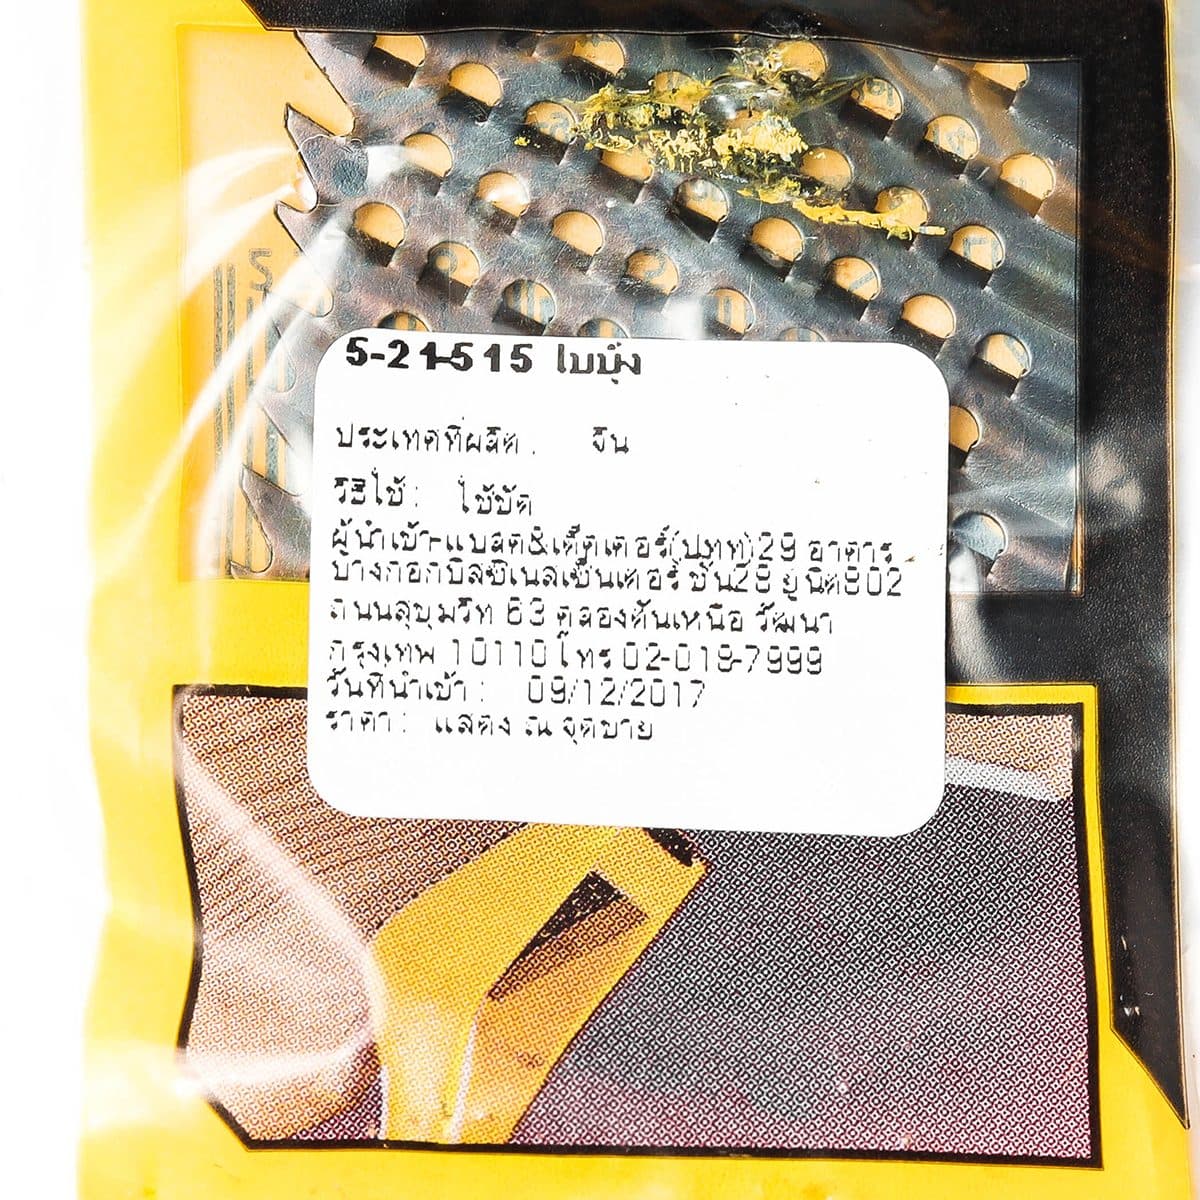 5-21-515 ใบบุ้ง
ประเทศที่ผลิต : จีน
วิธีใช้ : ใช้ขัด
ผู้นำเข้า-แบลค&เด็คเตอร์(ปทท)29 อาคาร
บางกอกบิสซิเนสเซ็นเตอร์ ชั้น28 ยูนิต802
ถนนสุขุมวิท 63 คลองตันเหนือ วัฒนา
กรุงเทพ 10110 โทร 02-018-7999
วันที่นำเข้า : 09/12/2017
ราคา : แสดง ณ จุดขาย